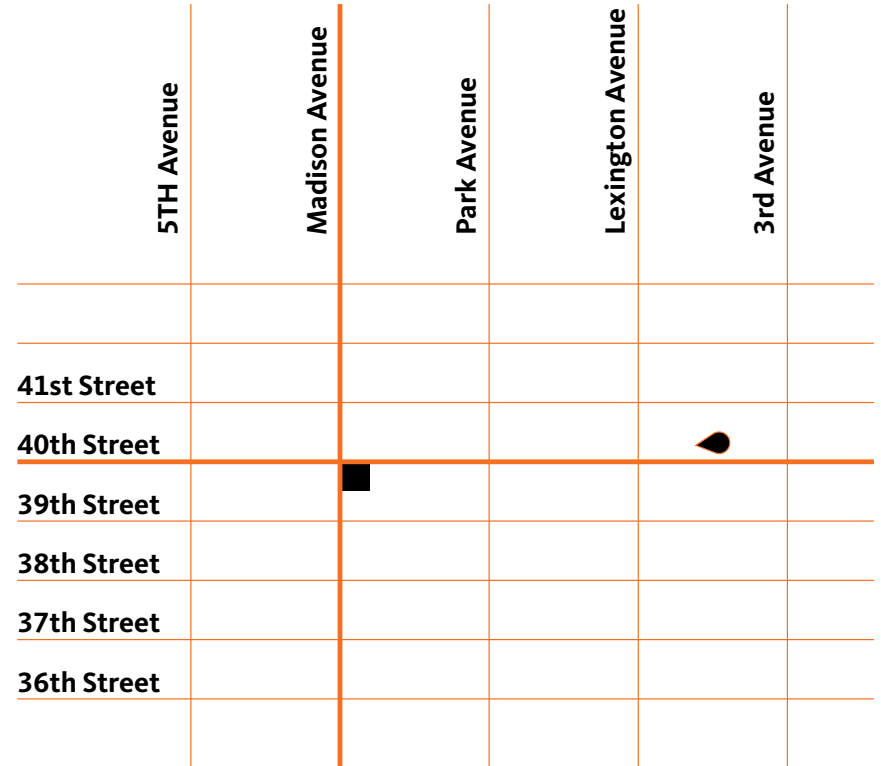 5TH Avenue
Madison Avenue
Park Avenue
Lexington Avenue
3rd Avenue
41st Street
40th Street
39th Street
38th Street
37th Street
36th Street